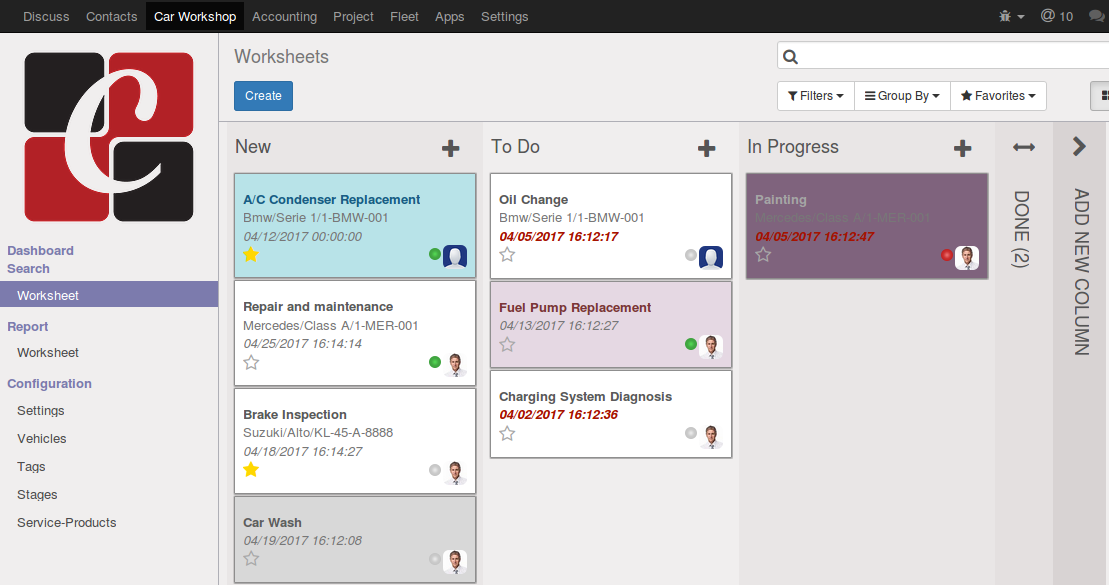 Discuss Contacts Car Workshop Accounting Project Fleet Apps Settings @ 10
C
Dashboard
Search
Worksheet
Report
Worksheet
Configuration
Settings
Vehicles
Tags
Stages
Service-Products
Worksheets
Create
Filters Group By Favorites
New
A/C Condenser Replacement
Bmw/Serie 1/1-BMW-001
04/12/2017 00:00:00
Repair and maintenance
Mercedes/Class A/1-MER-001
04/25/2017 16:14:14
Brake Inspection
Suzuki/Alto/KL-45-A-8888
04/18/2017 16:14:27
Car Wash
04/19/2017 16:12:08
To Do
Oil Change
Bmw/Serie 1/1-BMW-001
04/05/2017 16:12:17
Fuel Pump Replacement
04/13/2017 16:12:27
Charging System Diagnosis
04/02/2017 16:12:36
In Progress
Painting
Mercedes/Class A/1-MER-001
04/05/2017 16:12:47
DONE (2)
ADD NEW COLUMN